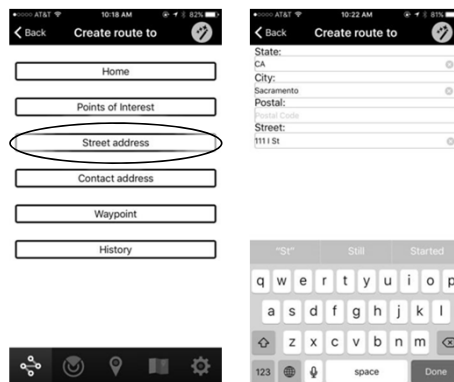 AT&T 10:18 AM 82%
Back Create route to
Home
Points of Interest
Street address
Contact address
Waypoint
History
AT&T 10:22 AM 81%
Back Create route to
State:
CA
City:
Sacramento
Postal:
Postal Code
Street:
111 I St
"St" Still Started
q w e r t y u i o p
a s d f g h j k l
z x c v b n m
123 space Done